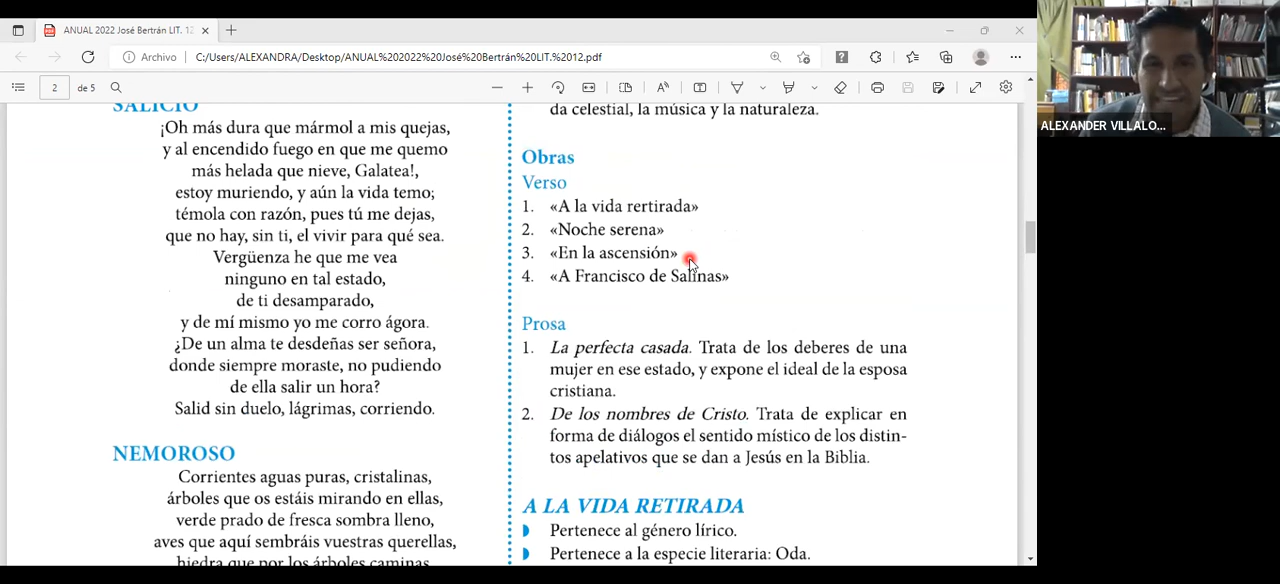 ANUAL 2022 José Bertrán LIT. 12
Archivo
C:/Users/ALEXANDRA/Desktop/ANUAL%202022%20José%20Bertrán%20LIT.%2012.pdf
2
de 5
SALICIO
¡Oh más dura que mármol a mis quejas,
y al encendido fuego en que me quemo
más helada que nieve, Galatea!,
estoy muriendo, y aún la vida temo;
témola con razón, pues tú me dejas,
que no hay, sin ti, el vivir para qué sea.
Vergüenza he que me vea
ninguno en tal estado,
de ti desamparado,
y de mí mismo yo me corro ágora.
¿De un alma te desdeñas ser señora,
donde siempre moraste, no pudiendo
de ella salir un hora?
Salid sin duelo, lágrimas, corriendo.
NEMOROSO
Corrientes aguas puras, cristalinas,
árboles que os estáis mirando en ellas,
verde prado de fresca sombra lleno,
aves que aquí sembráis vuestras querellas,
hiedra que por los árboles caminas
da celestial, la música y la naturaleza.
Obras
Verso
1. «A la vida rertirada»
2. «Noche serena»
3. «En la ascensión»
4. «A Francisco de Salinas»
Prosa
1. La perfecta casada. Trata de los deberes de una
mujer en ese estado, y expone el ideal de la esposa
cristiana.
2. De los nombres de Cristo. Trata de explicar en
forma de diálogos el sentido místico de los distin-
tos apelativos que se dan a Jesús en la Biblia.
A LA VIDA RETIRADA
Pertenece al género lírico.
Pertenece a la especie literaria: Oda.
ALEXANDER VILLALO...